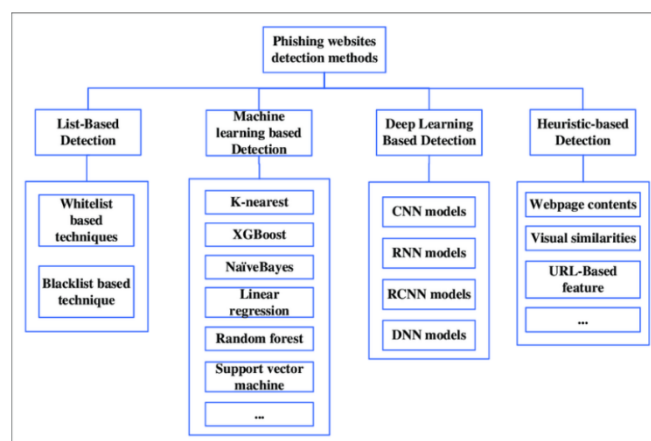 Phishing websites
detection methods
List-Based
Detection
Machine
learning based
Detection
Deep Learning
Based Detection
Heuristic-based
Detection
Whitelist
based
techniques
Blacklist based
technique
K-nearest
XGBoost
NaïveBayes
Linear
regression
Random forest
Support vector
machine
...
CNN models
RNN models
RCNN models
DNN models
Webpage contents
Visual similarities
URL-Based
feature
...